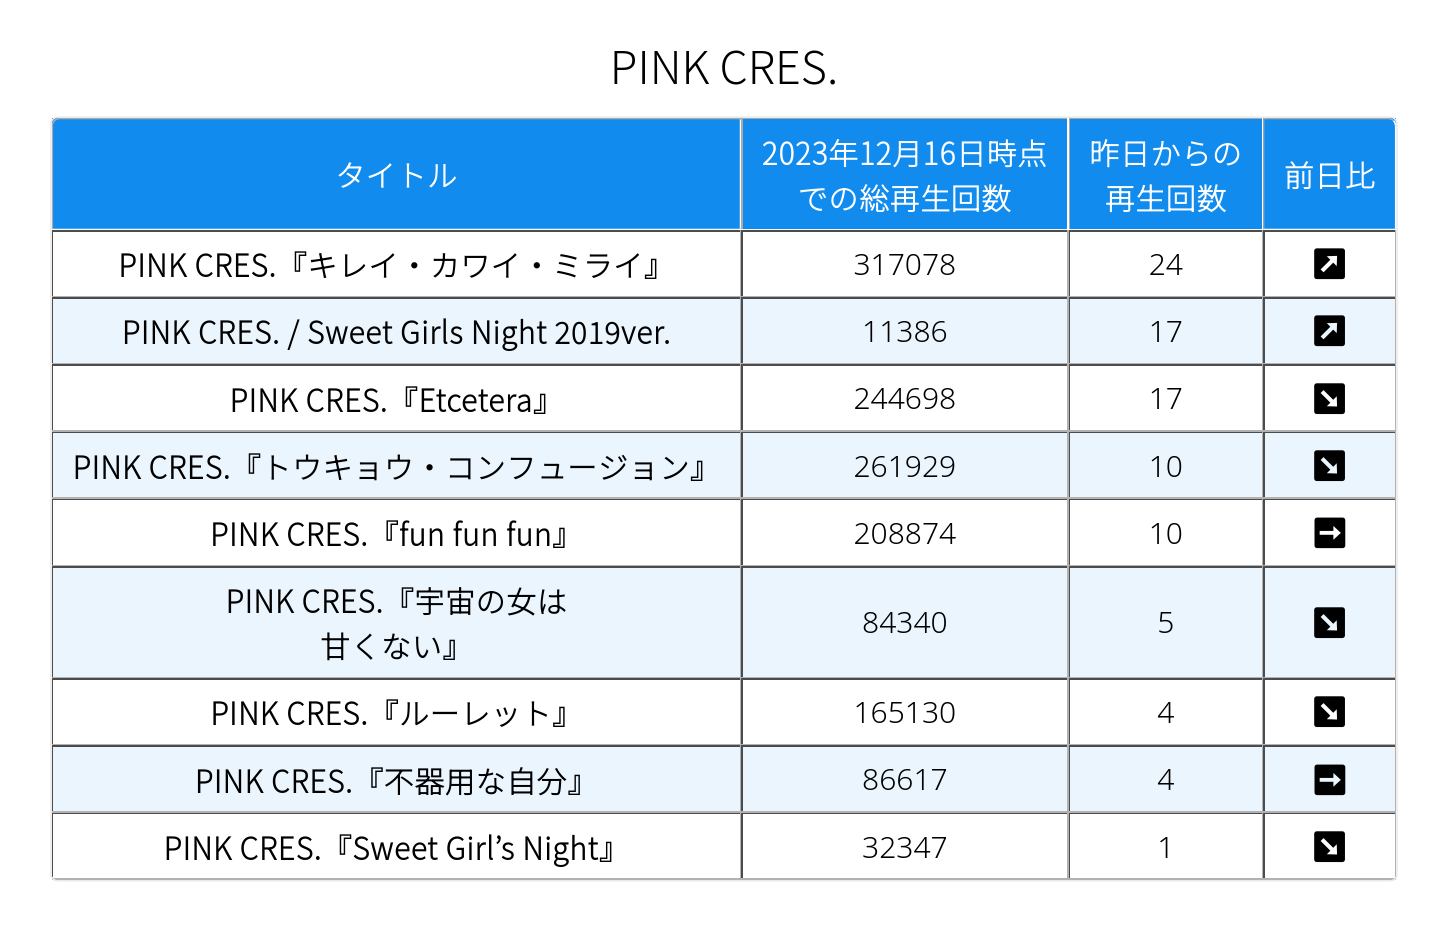 PINK CRES.
タイトル
2023年12月16日時点
での総再生回数
昨日からの
再生回数
前日比
PINK CRES.『キレイ・カワイ・ミライ』 317078 24 ↗
PINK CRES. / Sweet Girls Night 2019ver. 11386 17 ↗
PINK CRES.『Etcetera』 244698 17 ↘
PINK CRES.『トウキョウ・コンフュージョン』 261929 10 ↘
PINK CRES.『fun fun fun』 208874 10 →
PINK CRES.『宇宙の女は
甘くない』 84340 5 ↘
PINK CRES.『ルーレット』 165130 4 ↘
PINK CRES.『不器用な自分』 86617 4 →
PINK CRES.『Sweet Girl’s Night』 32347 1 ↘